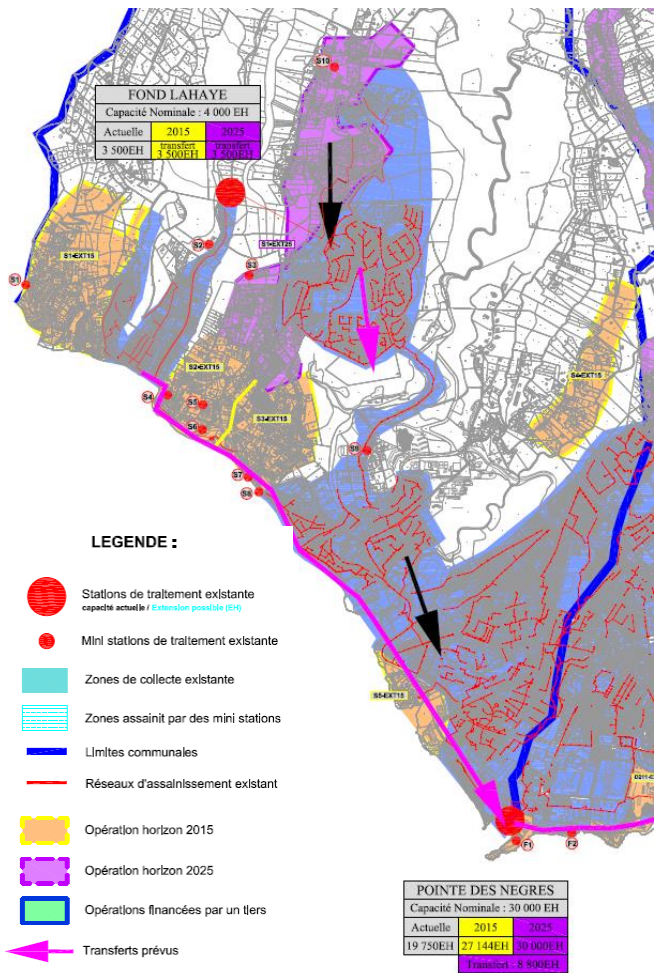 S10
FOND LAHAYE
Capacité Nominale : 4 000 EH
Actuelle 2015 2025
3 500EH transfert 3 500EH transfert 3 500EH
S1-EXT15
S1-EXT25
S1
S2
S3
S2-EXT15
S4-EXT15
S4
S5
S3-EXT15
S6
S9
S7
S8
LEGENDE :
Stations de traitement existante
capacité actuelle / Extension possible (EH)
Mini stations de traitement existante
Zones de collecte existante
Zones assainit par des mini stations
Limites communales
Réseaux d'assainissement existant
Opération horizon 2015
Opération horizon 2025
Opérations financées par un tiers
Transferts prévus
S5-EXT15
F1
F2
POINTE DES NEGRES
Capacité Nominale : 30 000 EH
Actuelle 2015 2025
19 750EH 27 144EH 30 000EH
Transfert : 8 800EH